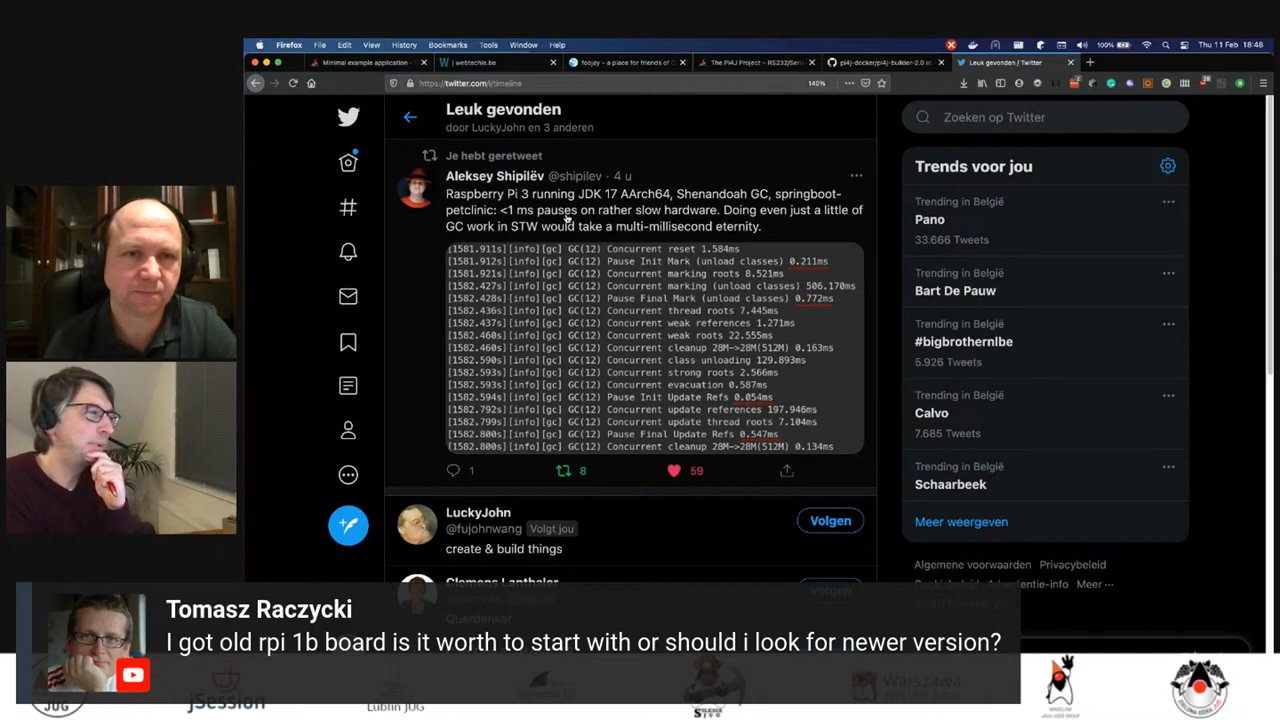 Firefox File Edit View History Bookmarks Tools Window Help
100% Thu 11 Feb 18:46
Minimal example application -
webtechie.be
foojay – a place for friends of O
The Pi4J Project – RS232/Seri
pi4j-docker/pi4j-builder-2.0 at
Leuk gevonden / Twitter
https://twitter.com/i/timeline
140%
Leuk gevonden
door LuckyJohn en 3 anderen
Zoeken op Twitter
Je hebt geretweet
Aleksey Shipilëv @shipilev · 4 u
Raspberry Pi 3 running JDK 17 AArch64, Shenandoah GC, springboot-
petclinic: <1 ms pauses on rather slow hardware. Doing even just a little of
GC work in STW would take a multi-millisecond eternity.
[1581.911s][info][gc] GC(12) Concurrent reset 1.584ms
[1581.912s][info][gc] GC(12) Pause Init Mark (unload classes) 0.211ms
[1581.921s][info][gc] GC(12) Concurrent marking roots 8.521ms
[1582.427s][info][gc] GC(12) Concurrent marking (unload classes) 506.170ms
[1582.428s][info][gc] GC(12) Pause Final Mark (unload classes) 0.772ms
[1582.436s][info][gc] GC(12) Concurrent thread roots 7.445ms
[1582.437s][info][gc] GC(12) Concurrent weak references 1.271ms
[1582.460s][info][gc] GC(12) Concurrent weak roots 22.555ms
[1582.460s][info][gc] GC(12) Concurrent cleanup 28M->28M(512M) 0.163ms
[1582.590s][info][gc] GC(12) Concurrent class unloading 129.893ms
[1582.593s][info][gc] GC(12) Concurrent strong roots 2.566ms
[1582.593s][info][gc] GC(12) Concurrent evacuation 0.587ms
[1582.594s][info][gc] GC(12) Pause Init Update Refs 0.054ms
[1582.792s][info][gc] GC(12) Concurrent update references 197.946ms
[1582.799s][info][gc] GC(12) Concurrent update thread roots 7.104ms
[1582.800s][info][gc] GC(12) Pause Final Update Refs 0.547ms
[1582.800s][info][gc] GC(12) Concurrent cleanup 28M->28M(512M) 0.134ms
1 8 59
LuckyJohn
@fujohnwang Volgt jou
Volgen
create & build things
Clemens Lanthaler
Volgen
Querdenker
Trends voor jou
Trending in België
Pano
33.666 Tweets
Trending in België
Bart De Pauw
Trending in België
#bigbrothernlbe
5.926 Tweets
Trending in België
Calvo
7.685 Tweets
Trending in België
Schaarbeek
Meer weergeven
Algemene voorwaarden Privacybeleid
Meer ···
Tomasz Raczycki
I got old rpi 1b board is it worth to start with or should i look for newer version?
JUG
jSession
Lublin JUG
Warszawa